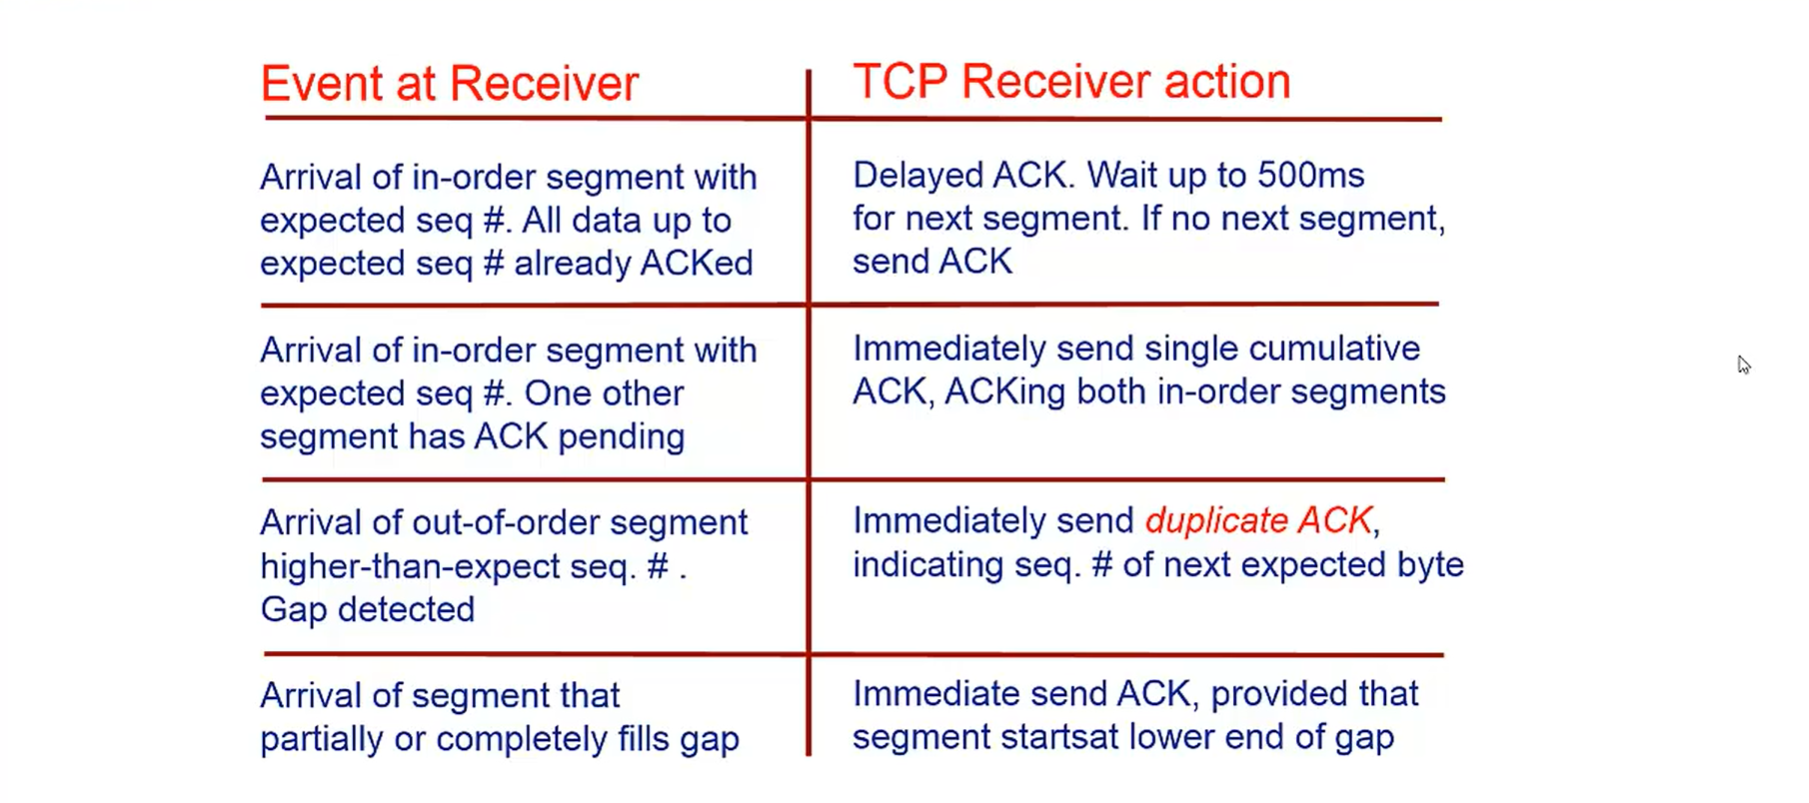 Event at Receiver
TCP Receiver action
Arrival of in-order segment with
expected seq #. All data up to
expected seq # already ACKed
Delayed ACK. Wait up to 500ms
for next segment. If no next segment,
send ACK
Arrival of in-order segment with
expected seq #. One other
segment has ACK pending
Immediately send single cumulative
ACK, ACKing both in-order segments
Arrival of out-of-order segment
higher-than-expect seq. # .
Gap detected
Immediately send duplicate ACK,
indicating seq. # of next expected byte
Arrival of segment that
partially or completely fills gap
Immediate send ACK, provided that
segment startsat lower end of gap